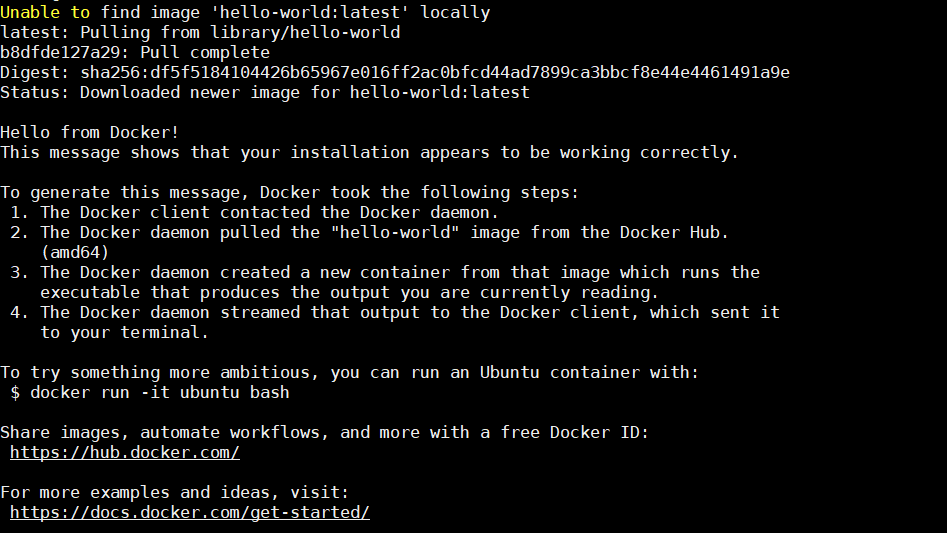 Unable to find image 'hello-world:latest' locally
latest: Pulling from library/hello-world
b8dfde127a29: Pull complete
Digest: sha256:df5f5184104426b65967e016ff2ac0bfcd44ad7899ca3bbcf8e44e4461491a9e
Status: Downloaded newer image for hello-world:latest

Hello from Docker!
This message shows that your installation appears to be working correctly.

To generate this message, Docker took the following steps:
 1. The Docker client contacted the Docker daemon.
 2. The Docker daemon pulled the "hello-world" image from the Docker Hub.
    (amd64)
 3. The Docker daemon created a new container from that image which runs the
    executable that produces the output you are currently reading.
 4. The Docker daemon streamed that output to the Docker client, which sent it
    to your terminal.

To try something more ambitious, you can run an Ubuntu container with:
 $ docker run -it ubuntu bash

Share images, automate workflows, and more with a free Docker ID:
 https://hub.docker.com/

For more examples and ideas, visit:
 https://docs.docker.com/get-started/